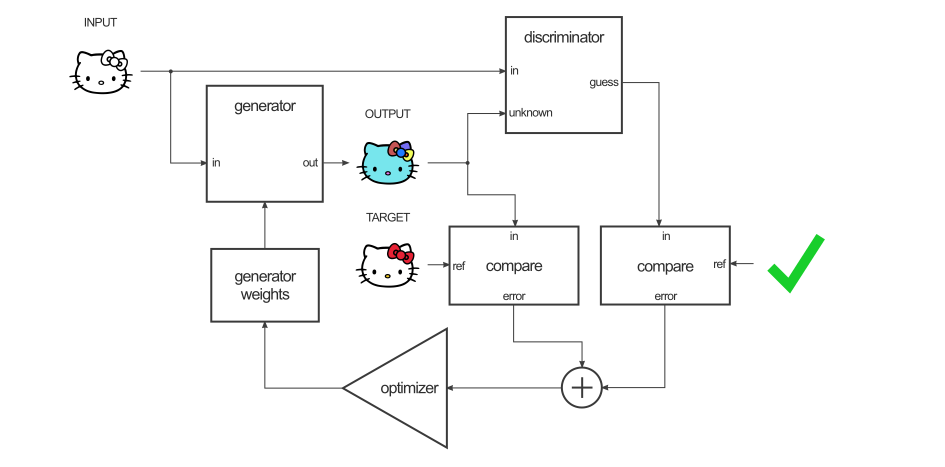 INPUT
discriminator
in
guess
unknown
generator
in
out
OUTPUT
TARGET
in
ref
compare
error
in
ref
compare
error
generator
weights
optimizer